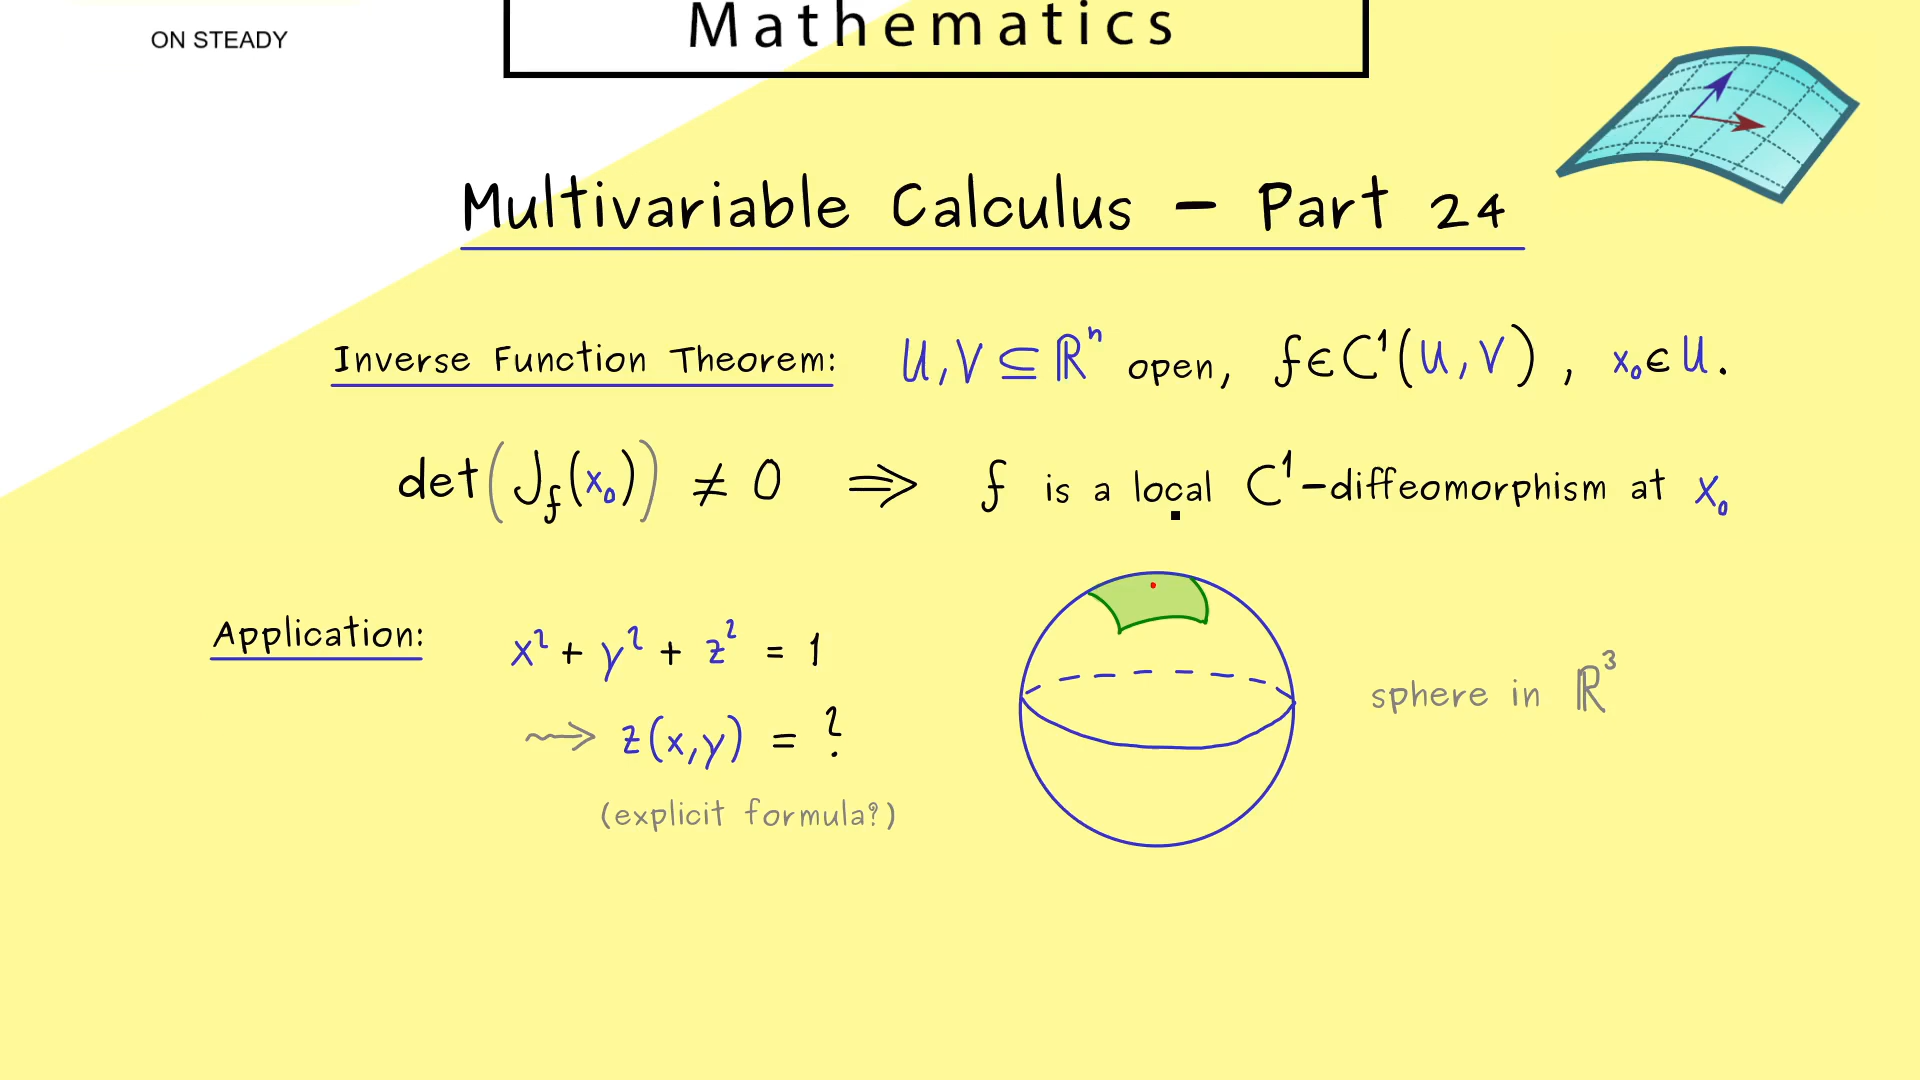 ON STEADY
Mathematics
Multivariable Calculus – Part 24
Inverse Function Theorem: U, V ⊆ ℝⁿ open, f ∈ C¹(U, V), x₀ ∈ U.
det(J_f(x₀)) ≠ 0 ⟹ f is a local C¹-diffeomorphism at x₀
Application: x² + y² + z² = 1
⇝ z(x,y) = ?
(explicit formula?)
sphere in ℝ³